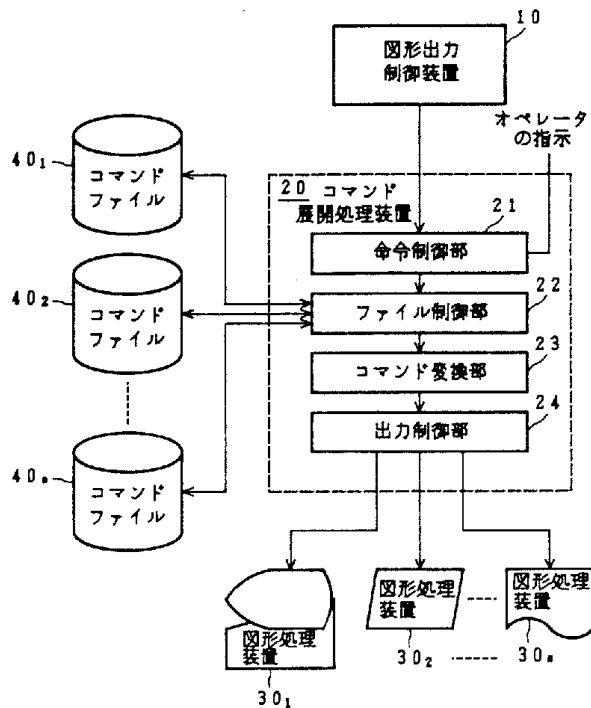 10
図形出力
制御装置
オペレータ
の指示
40₁
コマンド
ファイル
20 コマンド
展開処理装置
21
命令制御部
40₂
コマンド
ファイル
22
ファイル制御部
23
コマンド変換部
24
出力制御部
40ₙ
コマンド
ファイル
図形処理
装置
30₁
図形処理
装置
30₂
図形処理
装置
30ₙ